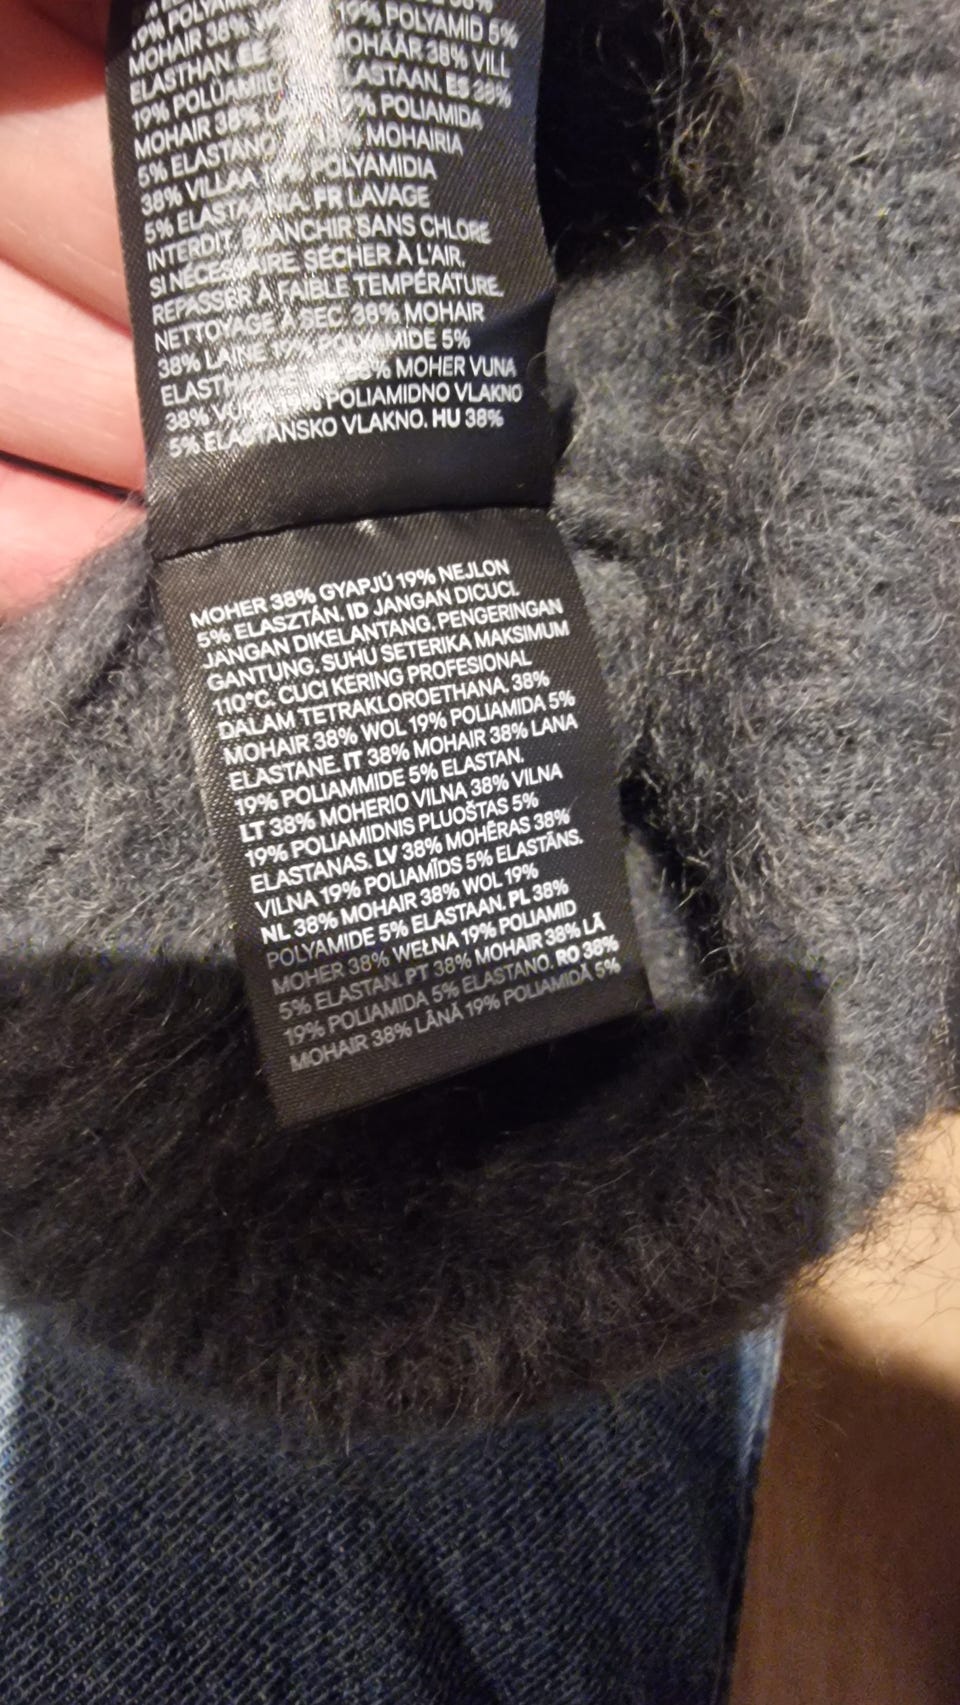 19% POLYAMID 5%
MOHAIR 38% MOHÄÄR 38% VILL
ELASTHAN. EE ELASTAAN. ES 38%
19% POLÜAMIID 19% POLIAMIDA
MOHAIR 38% MOHAIRIA
5% ELASTANO POLYAMIDIA
38% VILLAA
5% ELASTAANIA. FR LAVAGE
INTERDIT. BLANCHIR SANS CHLORE
SI NÉCESSAIRE. SÉCHER À L'AIR.
REPASSER À FAIBLE TEMPÉRATURE.
NETTOYAGE À SEC. 38% MOHAIR
38% LAINE 19% POLYAMIDE 5%
ELASTHANNE MOHER VUNA
38% VUNA POLIAMIDNO VLAKNO
5% ELASTANSKO VLAKNO. HU 38%
MOHER 38% GYAPJÚ 19% NEJLON
5% ELASZTÁN. ID JANGAN DICUCI.
JANGAN DIKELANTANG. PENGERINGAN
GANTUNG. SUHU SETERIKA MAKSIMUM
110°C. CUCI KERING PROFESIONAL
DALAM TETRAKLOROETHANA. 38%
MOHAIR 38% WOL 19% POLIAMIDA 5%
ELASTANE. IT 38% MOHAIR 38% LANA
19% POLIAMMIDE 5% ELASTAN.
LT 38% MOHERIO VILNA 38% VILNA
19% POLIAMIDNIS PLUOŠTAS 5%
ELASTANAS. LV 38% MOHĒRAS 38%
VILNA 19% POLIAMĪDS 5% ELASTĀNS.
NL 38% MOHAIR 38% WOL 19%
POLYAMIDE 5% ELASTAAN. PL 38%
MOHER 38% WEŁNA 19% POLIAMID
5% ELASTAN. PT 38% MOHAIR 38% LÃ
19% POLIAMIDA 5% ELASTANO. RO 38%
MOHAIR 38% LÂNĂ 19% POLIAMIDĂ 5%